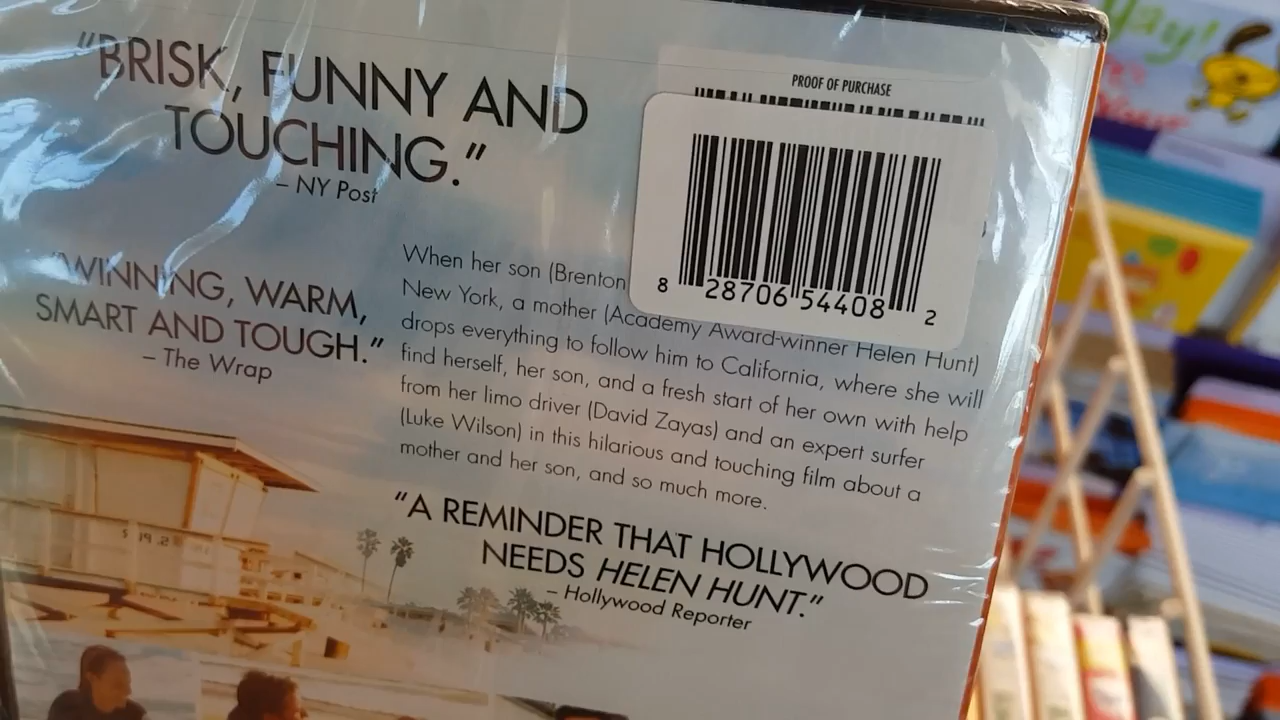 "BRISK, FUNNY AND
TOUCHING."
– NY Post
PROOF OF PURCHASE
8 28706 54408 2
"WINNING, WARM,
SMART AND TOUGH."
– The Wrap
When her son (Brenton
New York, a mother (Academy Award-winner Helen Hunt)
drops everything to follow him to California, where she will
find herself, her son, and a fresh start of her own with help
from her limo driver (David Zayas) and an expert surfer
(Luke Wilson) in this hilarious and touching film about a
mother and her son, and so much more.
"A REMINDER THAT HOLLYWOOD
NEEDS HELEN HUNT."
– Hollywood Reporter